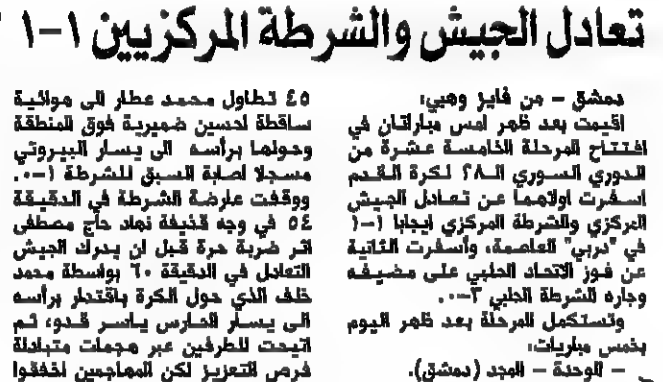 تعادل الجيش والشرطة المركزيين ١-١
دمشق - من فايز وهبي:
اقيمت بعد ظهر امس مباراتان في
افتتاح المرحلة الخامسة عشرة من
الدوري السوري الـ٢٨ لكرة القدم
اسفرت اولاهما عن تعادل الجيش
المركزي والشرطة المركزي ايجابا ١-١
في "دربي" العاصمة، وأسفرت الثانية
عن فوز الاتحاد الحلبي على مضيفه
وجاره الشرطة الحلبي ٣-٠.
وتستكمل المرحلة بعد ظهر اليوم
بخمس مباريات:
- الوحدة - المجد (دمشق).
٤٥ تطاول محمد عطار الى هوائية
ساقطة لحسين ضميرية فوق المنطقة
وحولها برأسه الى يسار البيروتي
مسجلا اصابة السبق للشرطة ١-٠.
ووقفت عارضة الشرطة في الدقيقة
٥٤ في وجه قذيفة نهاد حاج مصطفى
اثر ضربة حرة قبل ان يدرك الجيش
التعادل في الدقيقة ٦٠ بواسطة محمد
خلف الذي حول الكرة باقتدار برأسه
الى يسار الحارس ياسر قدو، ثم
اتيحت للطرفين عبر هجمات متبادلة
فرص التعزيز لكن المهاجمين اخفقوا